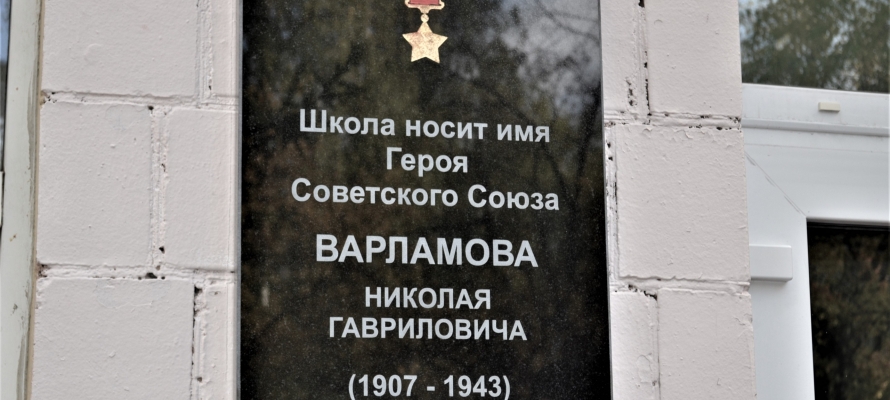 Школа носит имя
Героя
Советского Союза
ВАРЛАМОВА
НИКОЛАЯ
ГАВРИЛОВИЧА
(1907 - 1943)